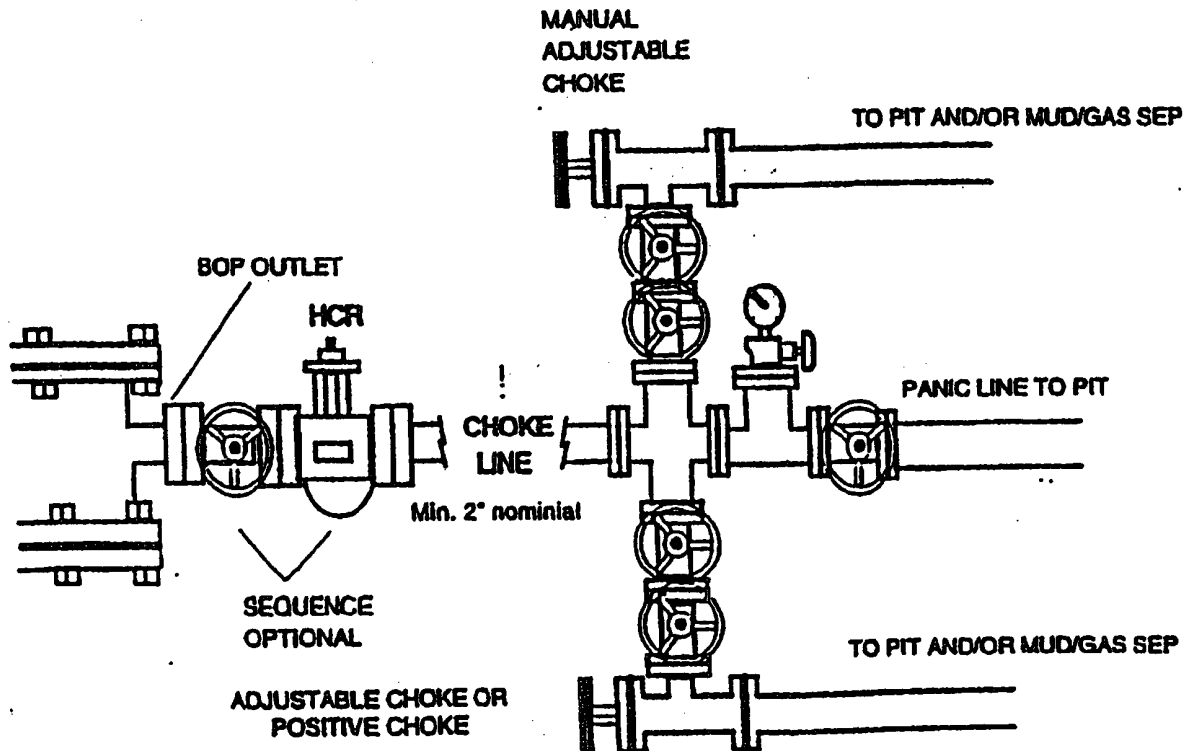 MANUAL
ADJUSTABLE
CHOKE
TO PIT AND/OR MUD/GAS SEP
BOP OUTLET
HCR
PANIC LINE TO PIT
CHOKE
LINE
Min. 2" nominial
SEQUENCE
OPTIONAL
TO PIT AND/OR MUD/GAS SEP
ADJUSTABLE CHOKE OR
POSITIVE CHOKE